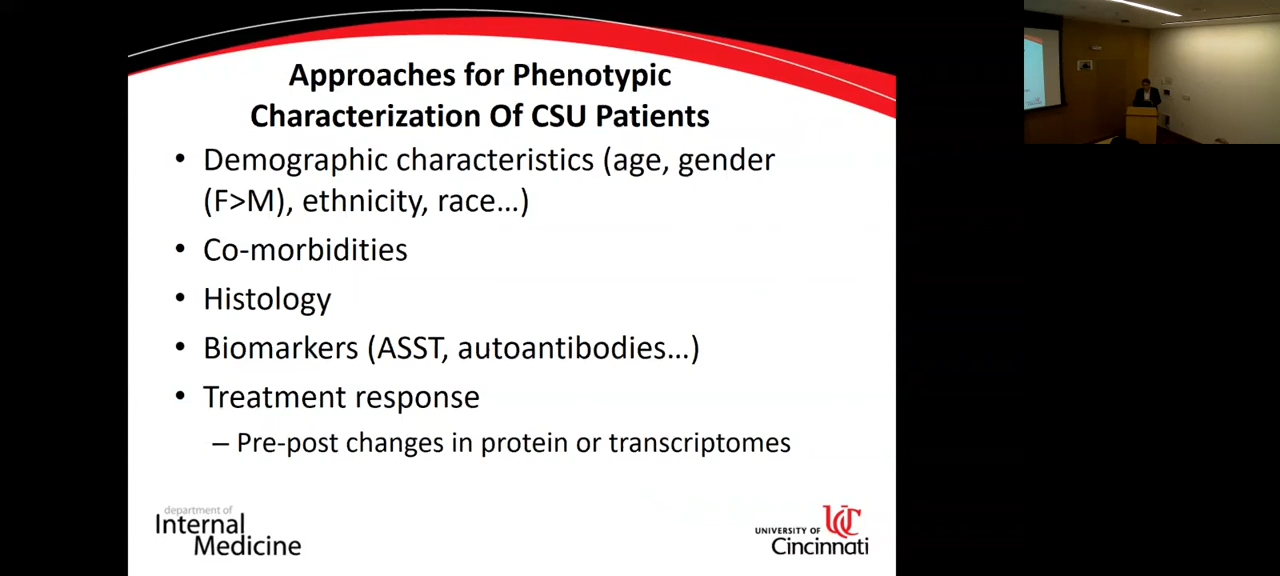 Approaches for Phenotypic
Characterization Of CSU Patients
• Demographic characteristics (age, gender
(F>M), ethnicity, race...)
• Co-morbidities
• Histology
• Biomarkers (ASST, autoantibodies...)
• Treatment response
– Pre-post changes in protein or transcriptomes
department of
Internal
Medicine
UNIVERSITY OF UC
Cincinnati